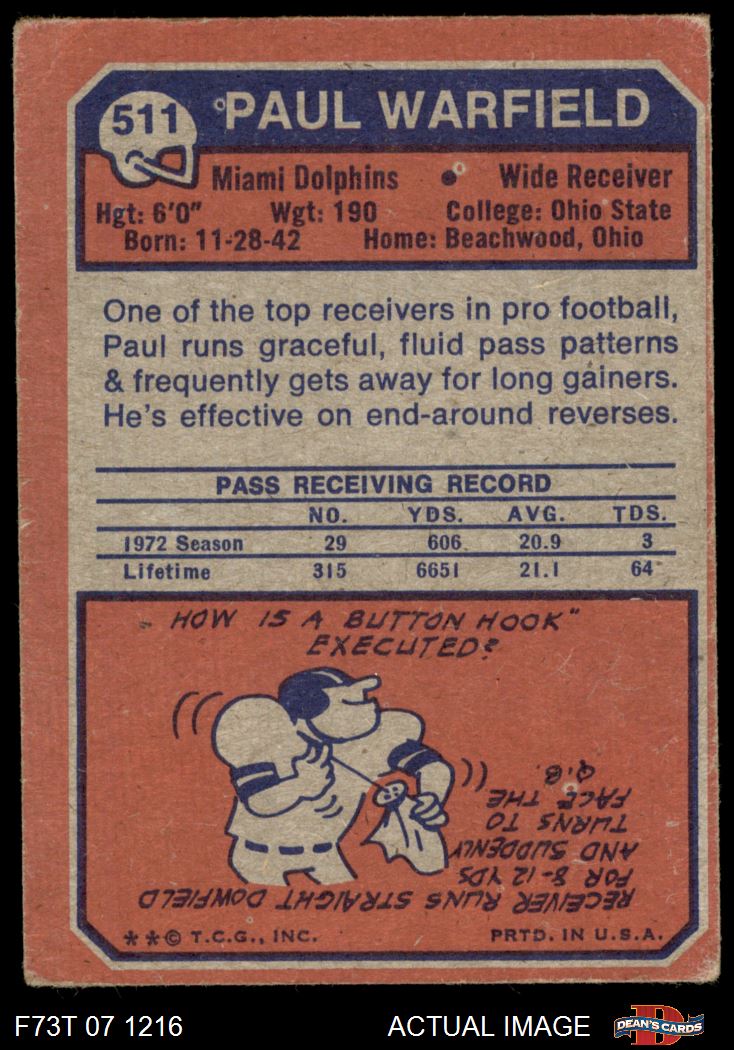 511 PAUL WARFIELD
Miami Dolphins • Wide Receiver
Hgt: 6'0" Wgt: 190 College: Ohio State
Born: 11-28-42 Home: Beachwood, Ohio
One of the top receivers in pro football,
Paul runs graceful, fluid pass patterns
& frequently gets away for long gainers.
He's effective on end-around reverses.
PASS RECEIVING RECORD
NO. YDS. AVG. TDS.
1972 Season 29 606 20.9 3
Lifetime 315 6651 21.1 64
HOW IS A BUTTON HOOK"
EXECUTED?
RECEIVER RUNS STRAIGHT DOWFIELD
FOR 8-12 YDS
AND SUDDENLY
TURNS TO
FACE THE
Q.B.
**© T.C.G., INC. PRTD. IN U.S.A.
F73T 07 1216 ACTUAL IMAGE D DEAN'S CARDS